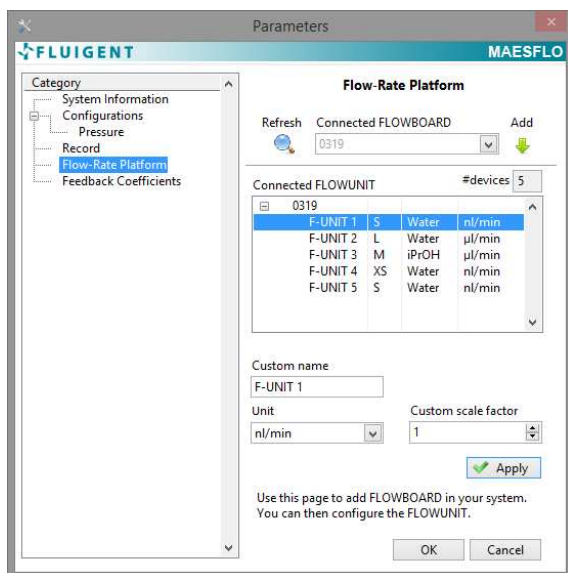 Parameters
FLUIGENT
MAESFLO
Category
System Information
Configurations
Pressure
Record
Flow-Rate Platform
Feedback Coefficients
Flow-Rate Platform
Refresh Connected FLOWBOARD Add
0319
Connected FLOWUNIT #devices 5
0319
F-UNIT 1 S Water nl/min
F-UNIT 2 L Water µl/min
F-UNIT 3 M iPrOH µl/min
F-UNIT 4 XS Water nl/min
F-UNIT 5 S Water nl/min
Custom name
F-UNIT 1
Unit Custom scale factor
nl/min 1
Apply
Use this page to add FLOWBOARD in your system.
You can then configure the FLOWUNIT.
OK Cancel